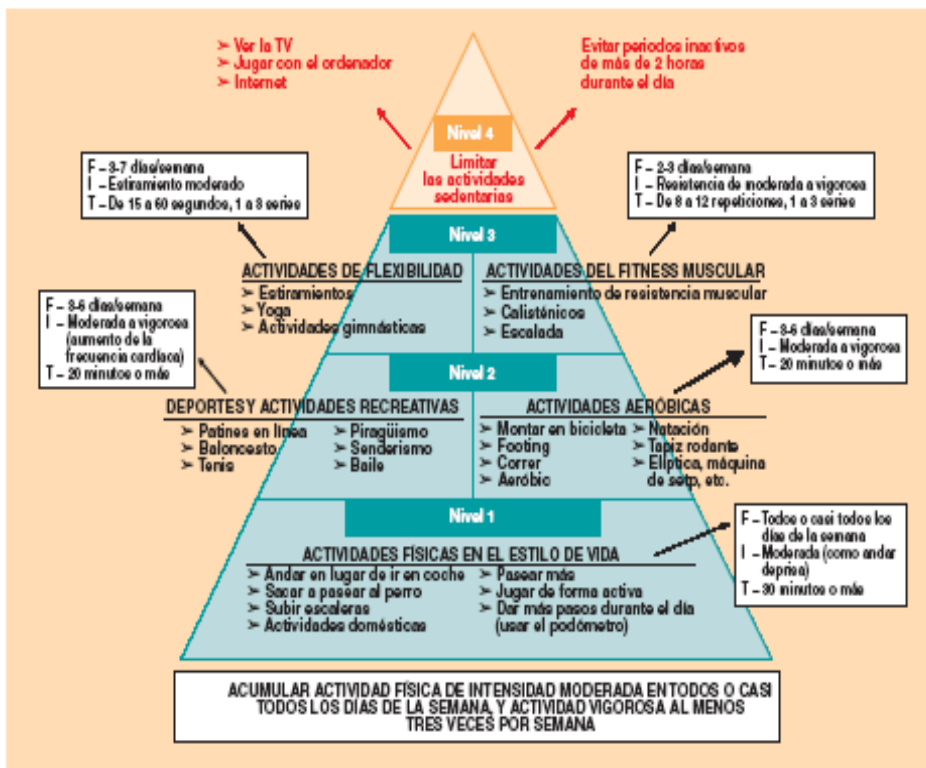 ➢ Ver la TV
➢ Jugar con el ordenador
➢ Internet
Evitar periodos inactivos
de más de 2 horas
durante el día
Nivel 4
Limitar
las actividades
sedentarias
F – 3-7 días/semana
I – Estiramiento moderado
T – De 15 a 60 segundos, 1 a 3 series
F – 2-3 días/semana
I – Resistencia de moderada a vigorosa
T – De 8 a 12 repeticiones, 1 a 3 series
Nivel 3
ACTIVIDADES DE FLEXIBILIDAD
➢ Estiramientos
➢ Yoga
➢ Actividades gimnásticas
ACTIVIDADES DEL FITNESS MUSCULAR
➢ Entrenamiento de resistencia muscular
➢ Calisténicos
➢ Escalada
F – 3-6 días/semana
I – Moderada a vigorosa
(aumento de la
frecuencia cardíaca)
T – 20 minutos o más
F – 3-6 días/semana
I – Moderada a vigorosa
T – 20 minutos o más
Nivel 2
DEPORTES Y ACTIVIDADES RECREATIVAS
➢ Patines en línea
➢ Baloncesto
➢ Tenis
➢ Piragüismo
➢ Senderismo
➢ Baile
ACTIVIDADES AERÓBICAS
➢ Montar en bicicleta
➢ Footing
➢ Correr
➢ Aeróbic
➢ Natación
➢ Tapiz rodante
➢ Elíptica, máquina
de setp, etc.
Nivel 1
ACTIVIDADES FÍSICAS EN EL ESTILO DE VIDA
➢ Andar en lugar de ir en coche
➢ Sacar a pasear al perro
➢ Subir escaleras
➢ Actividades domésticas
➢ Pasear más
➢ Jugar de forma activa
➢ Dar más pasos durante el día
(usar el podómetro)
F – Todos o casi todos los
días de la semana
I – Moderada (como andar
deprisa)
T – 30 minutos o más
ACUMULAR ACTIVIDAD FÍSICA DE INTENSIDAD MODERADA EN TODOS O CASI
TODOS LOS DÍAS DE LA SEMANA, Y ACTIVIDAD VIGOROSA AL MENOS
TRES VECES POR SEMANA